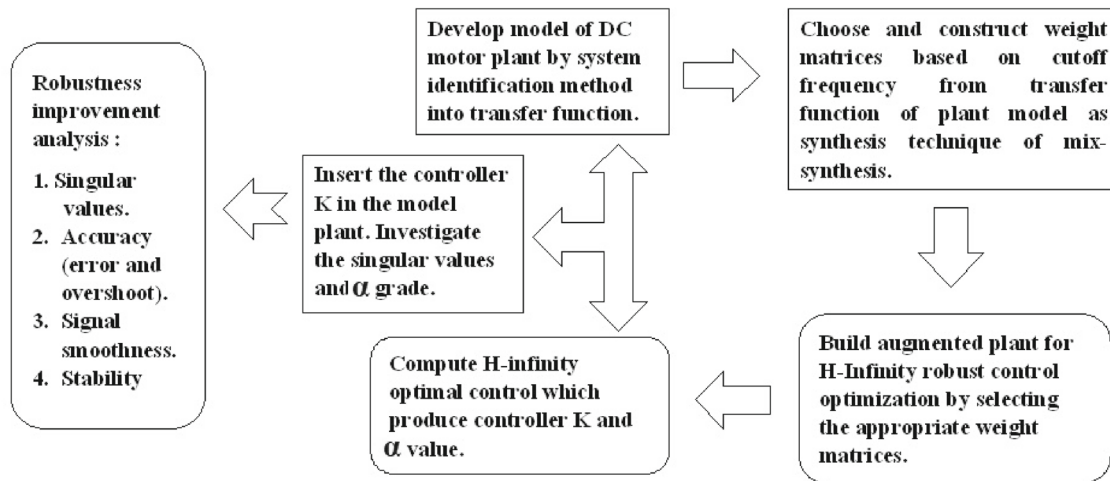 Develop model of DC
motor plant by system
identification method
into transfer function.
Choose and construct weight
matrices based on cutoff
frequency from transfer
function of plant model as
synthesis technique of mix-
synthesis.
Build augmented plant for
H-Infinity robust control
optimization by selecting
the appropriate weight
matrices.
Compute H-infinity
optimal control which
produce controller K and
α value.
Insert the controller
K in the model
plant. Investigate
the singular values
and α grade.
Robustness
improvement
analysis :
1. Singular
values.
2. Accuracy
(error and
overshoot).
3. Signal
smoothness.
4. Stability